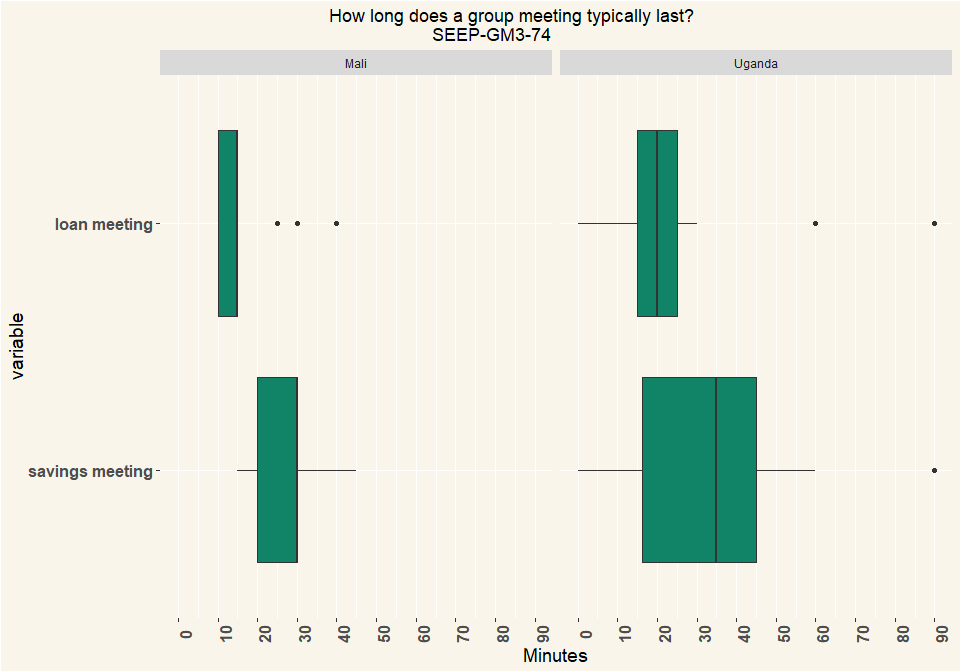 How long does a group meeting typically last?
SEEP-GM3-74
Mali
Uganda
loan meeting
savings meeting
variable
0 10 20 30 40 50 60 70 80 90
0 10 20 30 40 50 60 70 80 90
Minutes